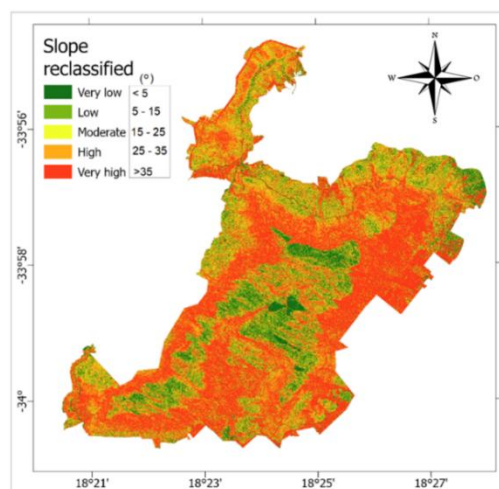 Slope
reclassified (º)
Very low < 5
Low 5 - 15
Moderate 15 - 25
High 25 - 35
Very high >35
N
W O
S
-33°56'
-33°58'
-34°
18°21' 18°23' 18°25' 18°27'